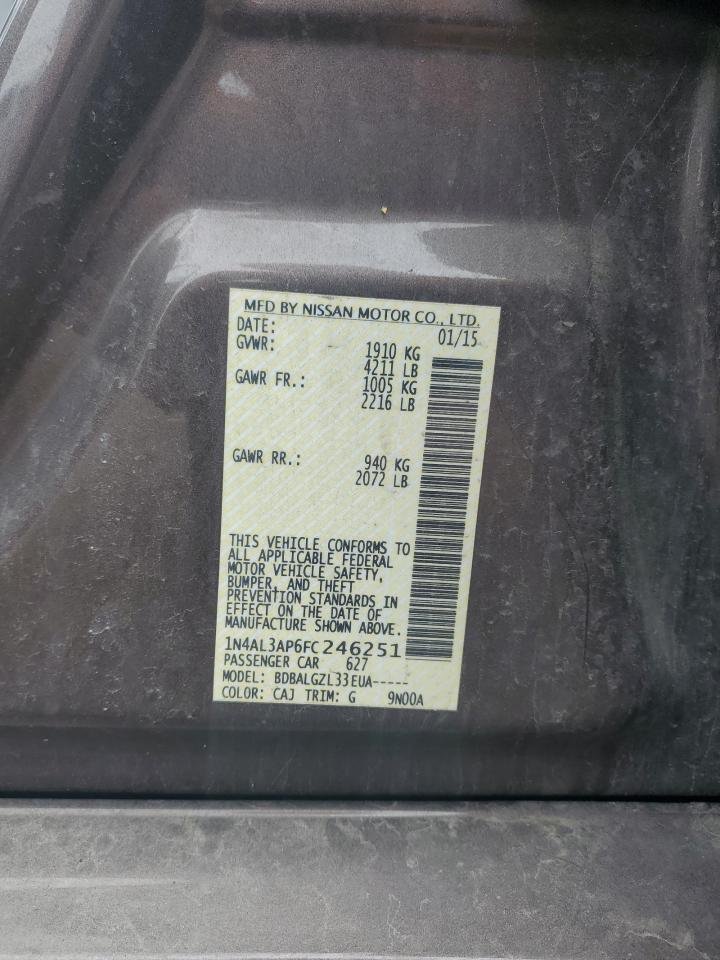 MFD BY NISSAN MOTOR CO., LTD.
DATE: 01/15
GVWR: 1910 KG
4211 LB
GAWR FR.: 1005 KG
2216 LB
GAWR RR.: 940 KG
2072 LB
THIS VEHICLE CONFORMS TO
ALL APPLICABLE FEDERAL
MOTOR VEHICLE SAFETY,
BUMPER, AND THEFT
PREVENTION STANDARDS IN
EFFECT ON THE DATE OF
MANUFACTURE SHOWN ABOVE.
1N4AL3AP6FC246251
PASSENGER CAR 627
MODEL: BDBALGZL33EUA-----
COLOR: CAJ TRIM: G 9N00A